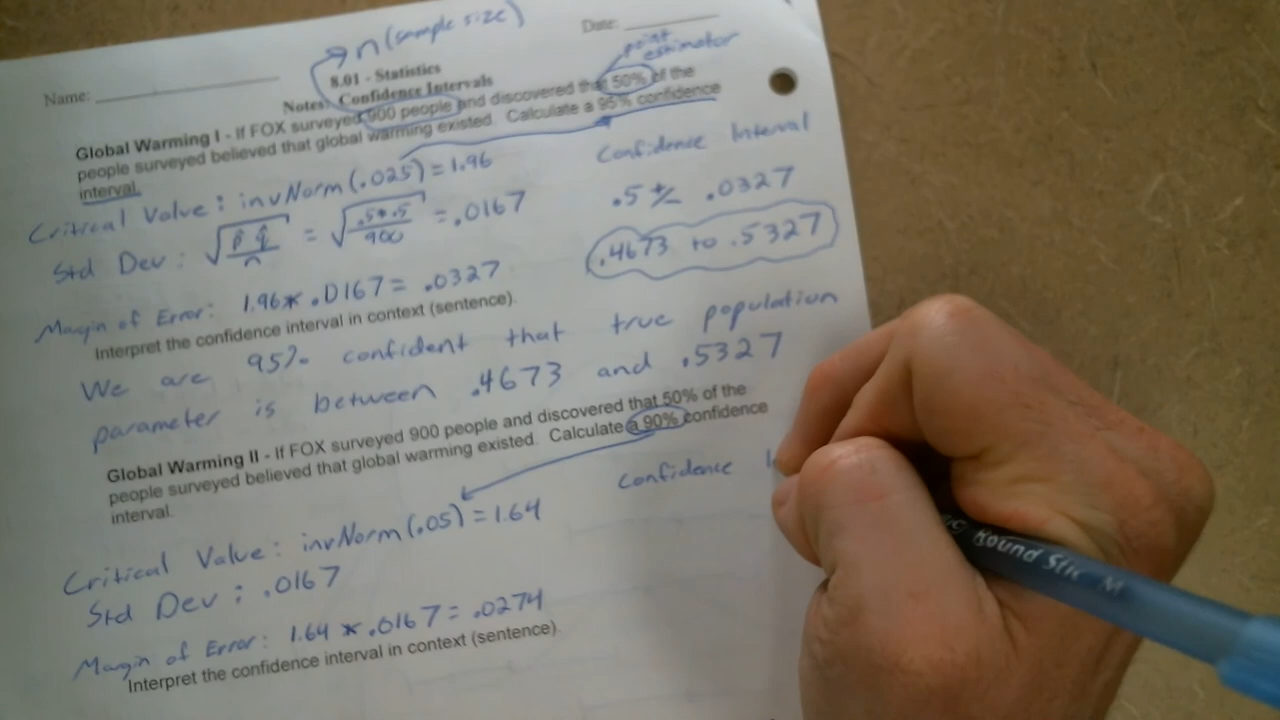 n (sample size)
Date:
point
estimator
Name:
8.01 - Statistics
Notes: Confidence Intervals
Global Warming I - If FOX surveyed 900 people and discovered that 50% of the
people surveyed believed that global warming existed. Calculate a 95% confidence
interval.
Critical Value: invNorm(.025) = 1.96
Std Dev: √(p̂ q̂ / n) = √(.5*.5 / 900) = .0167
Margin of Error: 1.96 * .0167 = .0327
Confidence Interval
.5 +/- .0327
.4673 to .5327
Interpret the confidence interval in context (sentence).
We are 95% confident that true population
parameter is between .4673 and .5327
Global Warming II - If FOX surveyed 900 people and discovered that 50% of the
people surveyed believed that global warming existed. Calculate a 90% confidence
interval.
Critical Value: invNorm(.05) = 1.64
Std Dev: .0167
Margin of Error: 1.64 * .0167 = .0274
Confidence
Interpret the confidence interval in context (sentence).
BIC Round Stic M